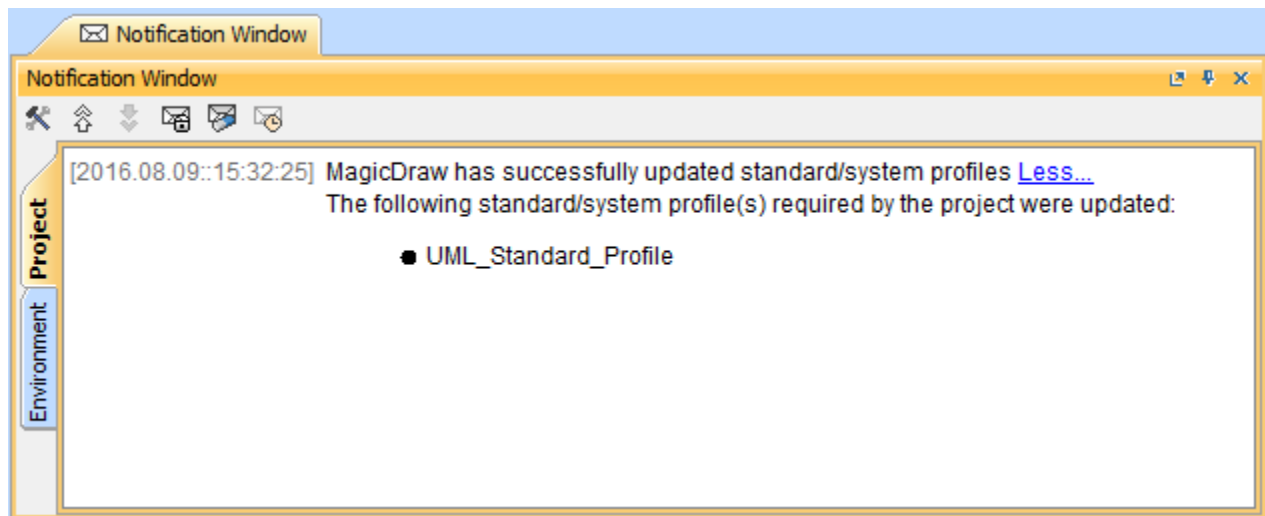 Notification Window
Notification Window
[2016.08.09::15:32:25] MagicDraw has successfully updated standard/system profiles Less...
The following standard/system profile(s) required by the project were updated:
● UML_Standard_Profile
Project
Environment